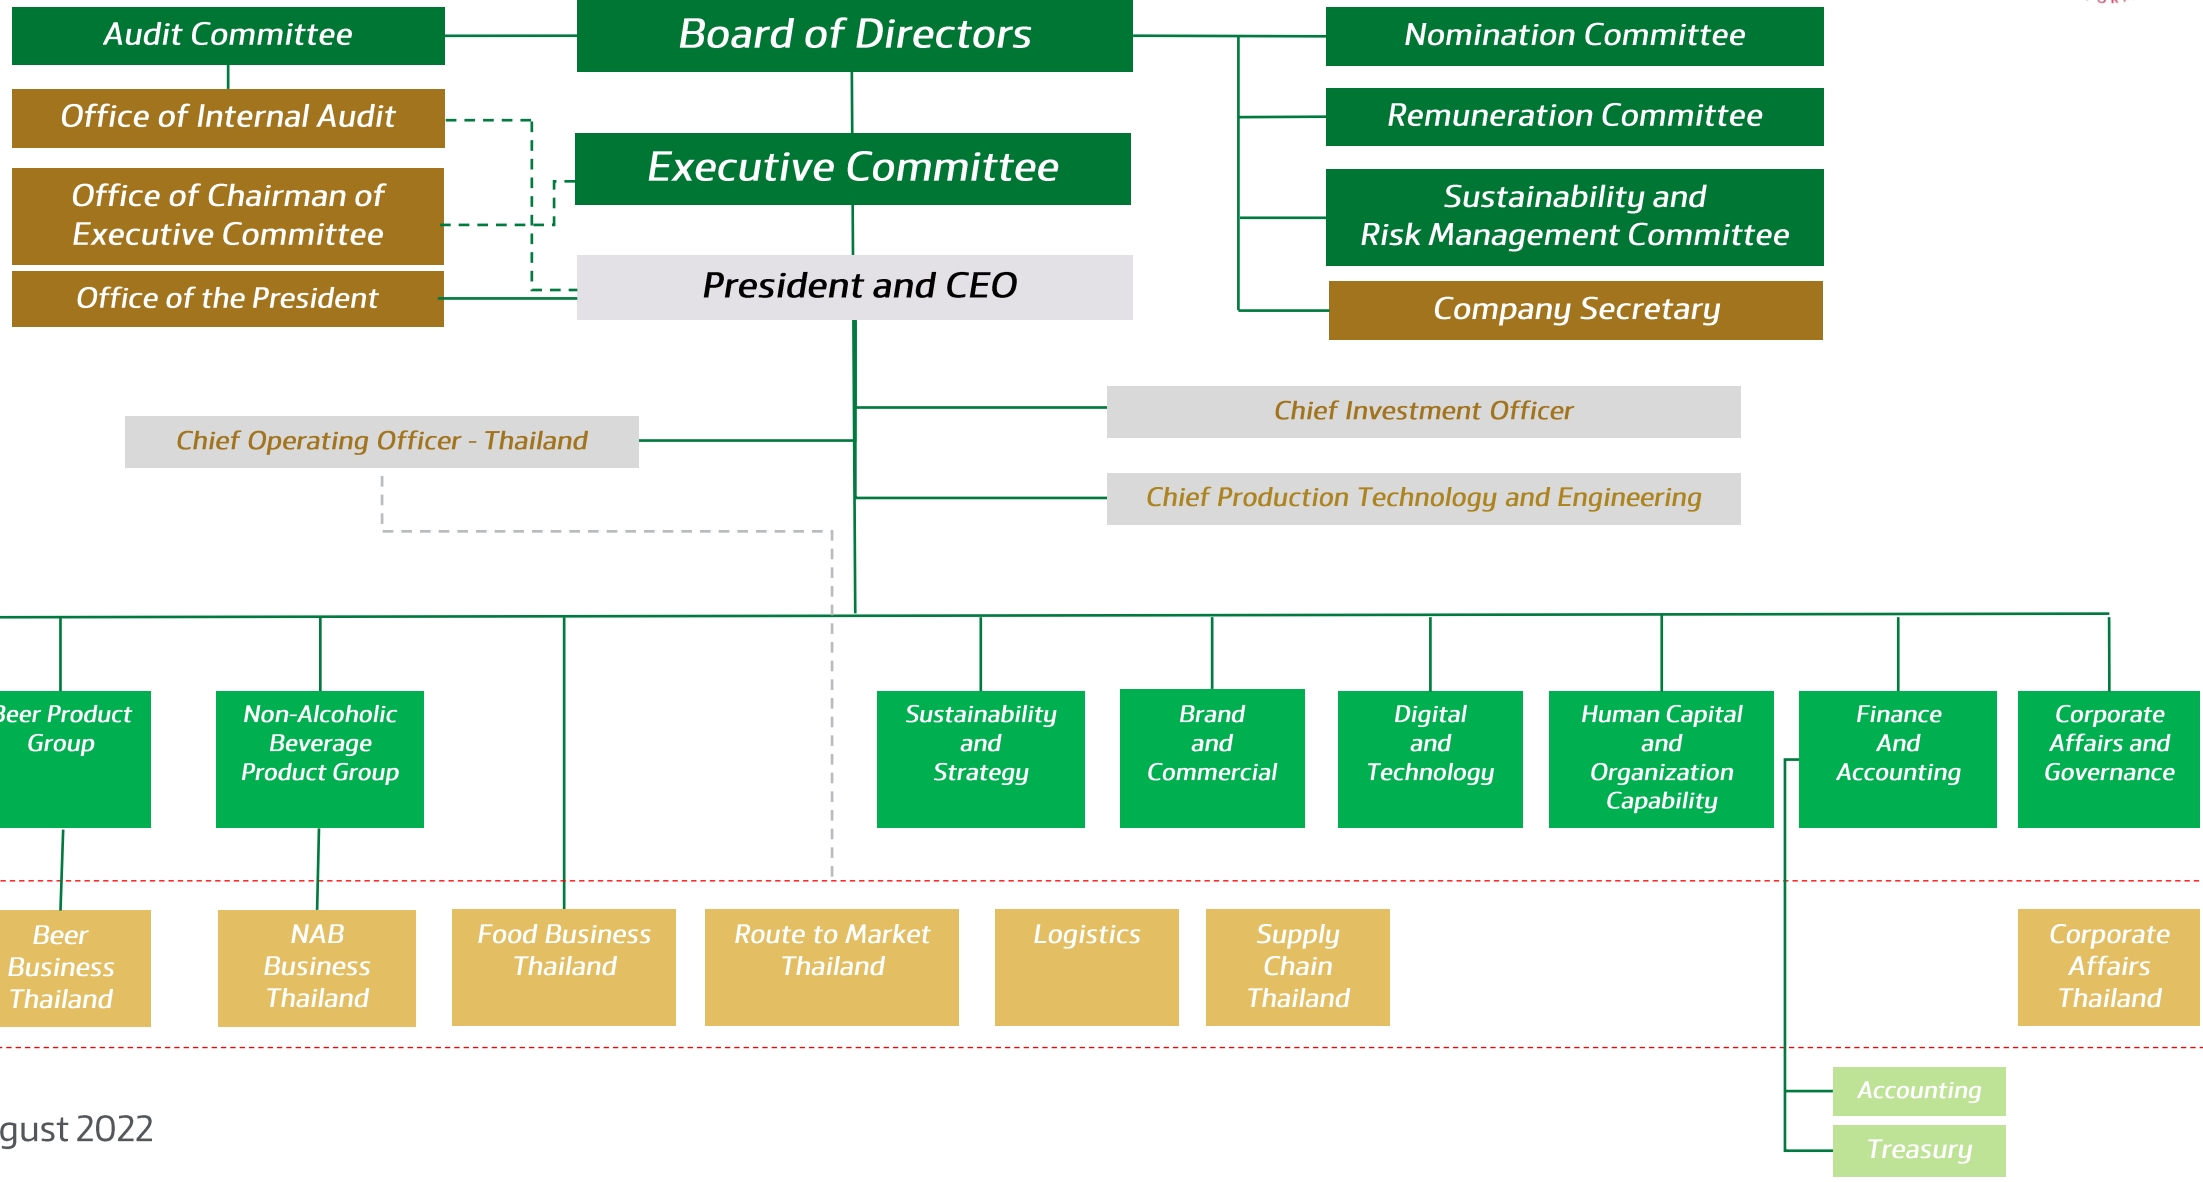 Audit Committee
Board of Directors
Nomination Committee
Office of Internal Audit
Remuneration Committee
Executive Committee
Office of Chairman of
Executive Committee
Sustainability and
Risk Management Committee
Office of the President
President and CEO
Company Secretary
Chief Operating Officer - Thailand
Chief Investment Officer
Chief Production Technology and Engineering
Beer Product
Group
Non-Alcoholic
Beverage
Product Group
Sustainability
and
Strategy
Brand
and
Commercial
Digital
and
Technology
Human Capital
and
Organization
Capability
Finance
And
Accounting
Corporate
Affairs and
Governance
Beer
Business
Thailand
NAB
Business
Thailand
Food Business
Thailand
Route to Market
Thailand
Logistics
Supply
Chain
Thailand
Corporate
Affairs
Thailand
Accounting
Treasury
gust 2022